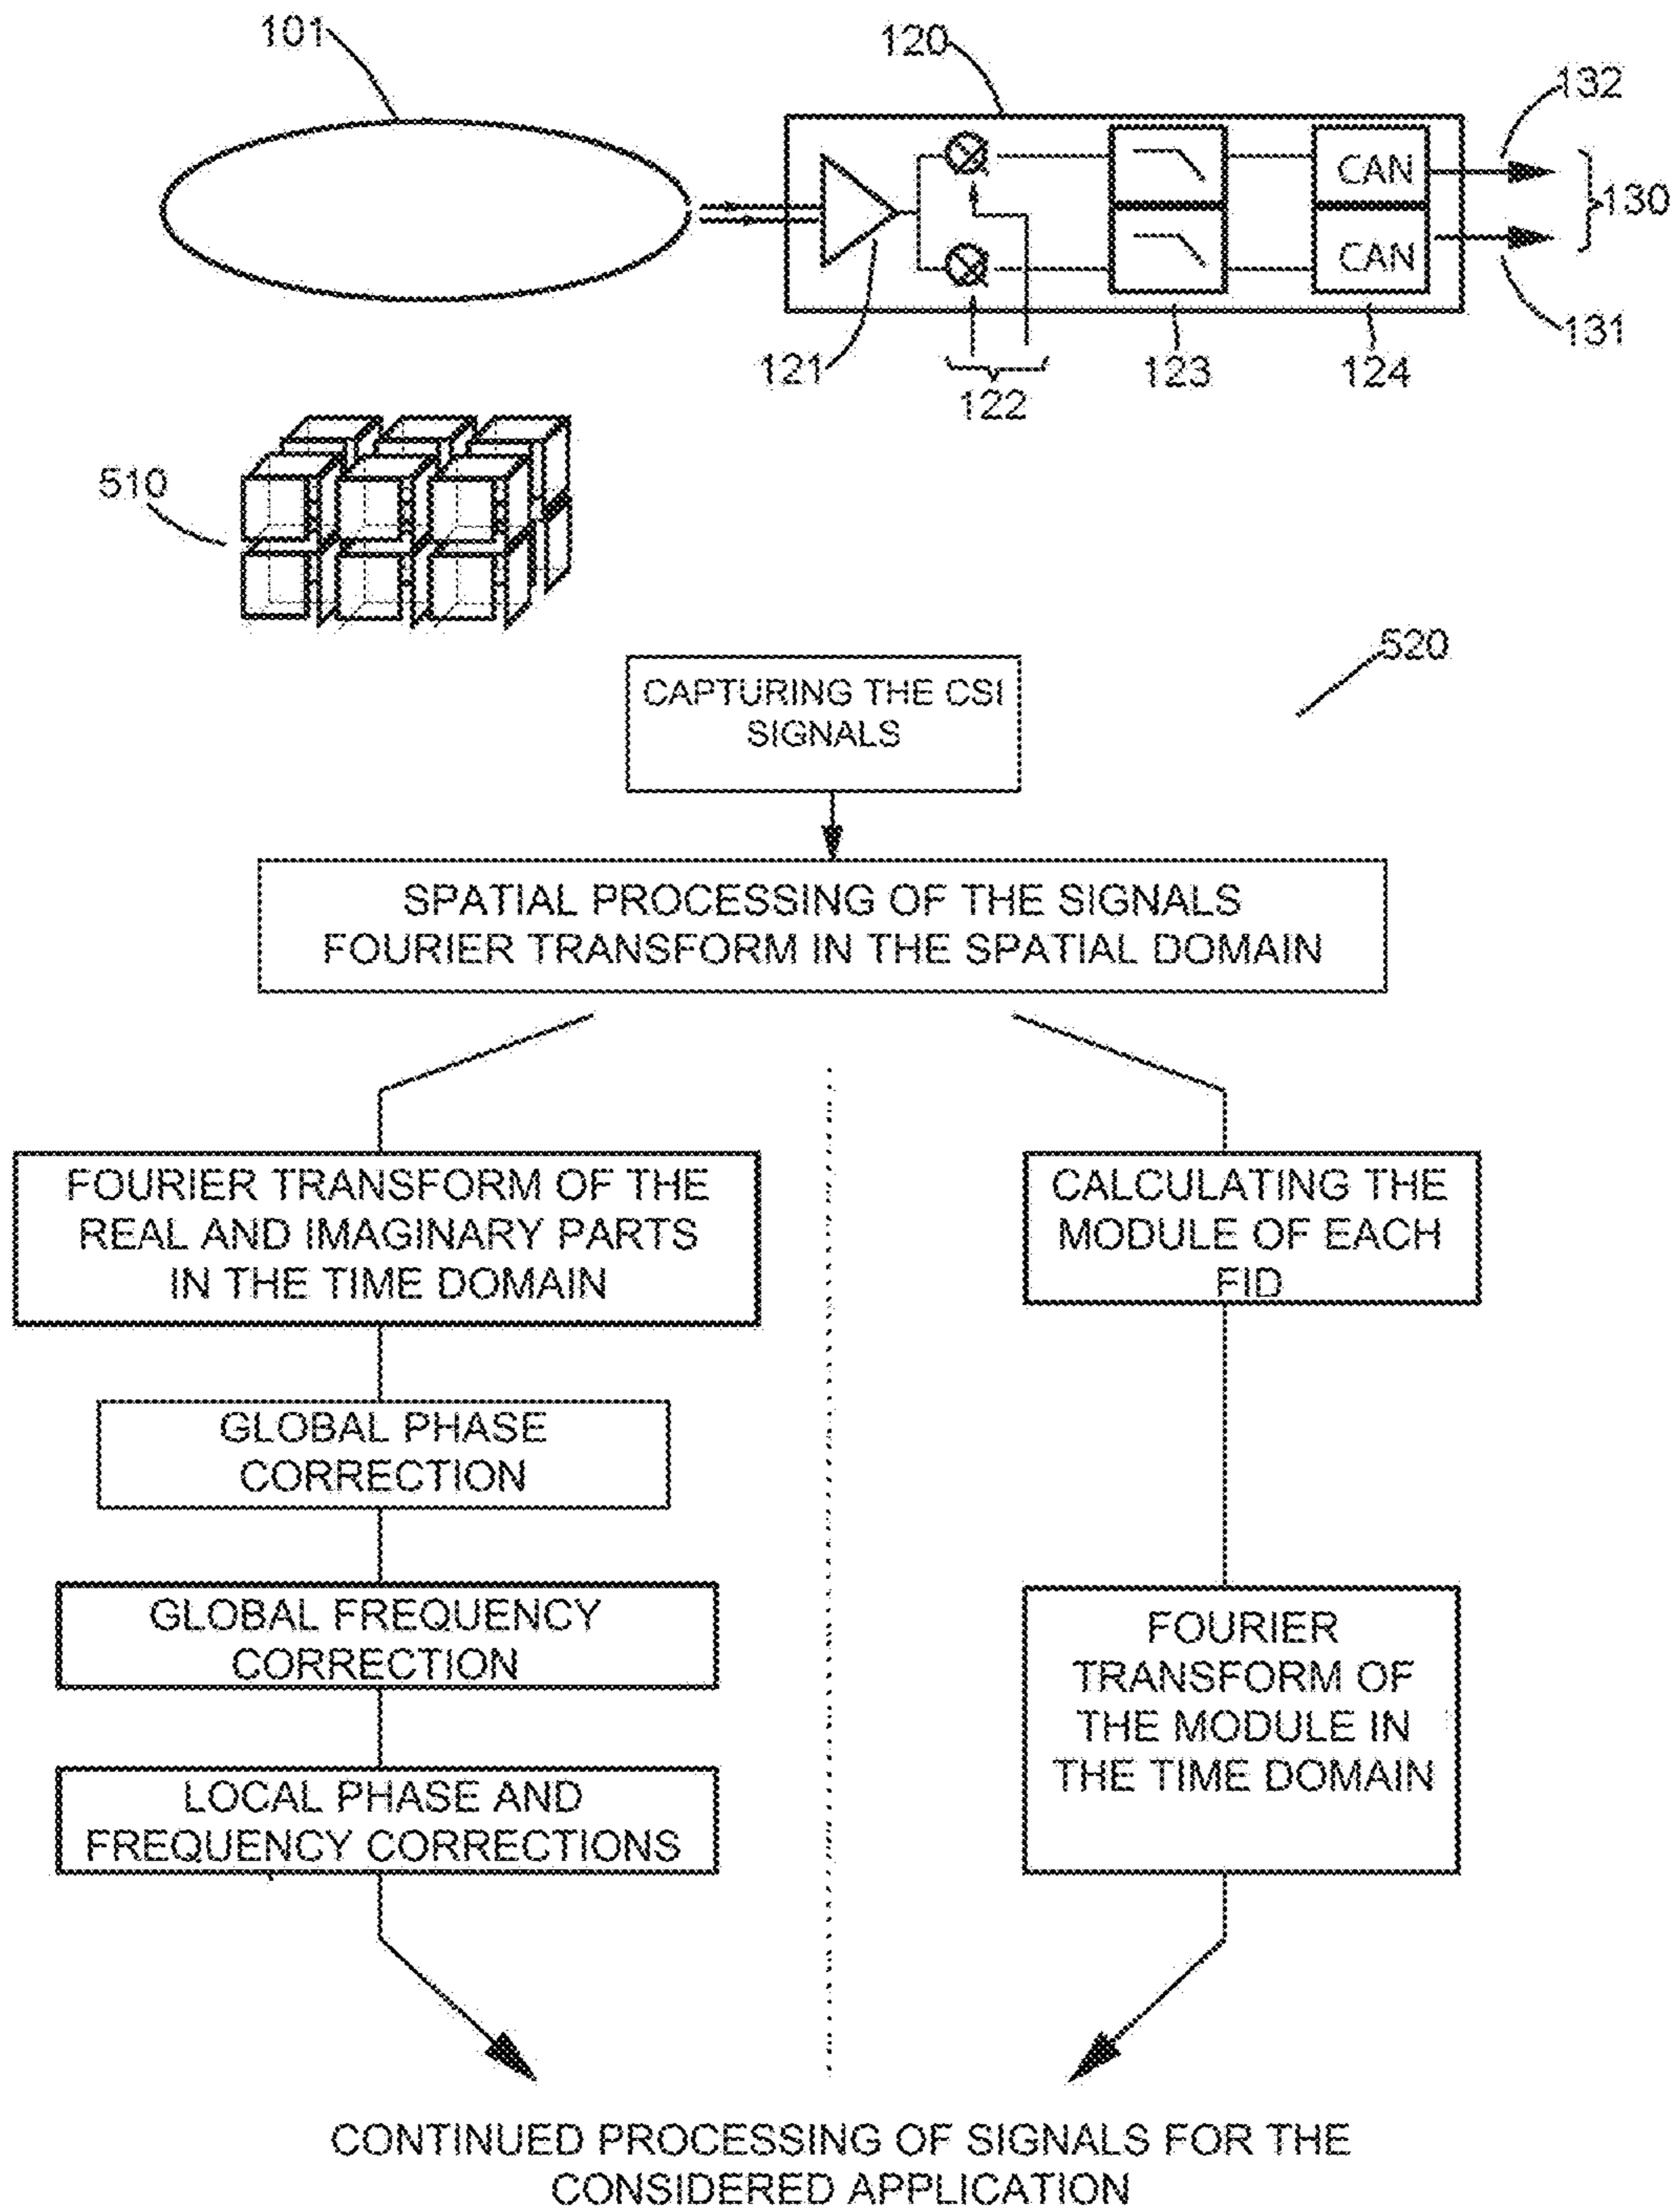 101
120
132
CAN
130
CAN
121
122
123
124
131
510
520
CAPTURING THE CSI
SIGNALS
SPATIAL PROCESSING OF THE SIGNALS
FOURIER TRANSFORM IN THE SPATIAL DOMAIN
FOURIER TRANSFORM OF THE
REAL AND IMAGINARY PARTS
IN THE TIME DOMAIN
CALCULATING THE
MODULE OF EACH
FID
GLOBAL PHASE
CORRECTION
GLOBAL FREQUENCY
CORRECTION
FOURIER
TRANSFORM OF
THE MODULE IN
THE TIME DOMAIN
LOCAL PHASE AND
FREQUENCY CORRECTIONS
CONTINUED PROCESSING OF SIGNALS FOR THE
CONSIDERED APPLICATION